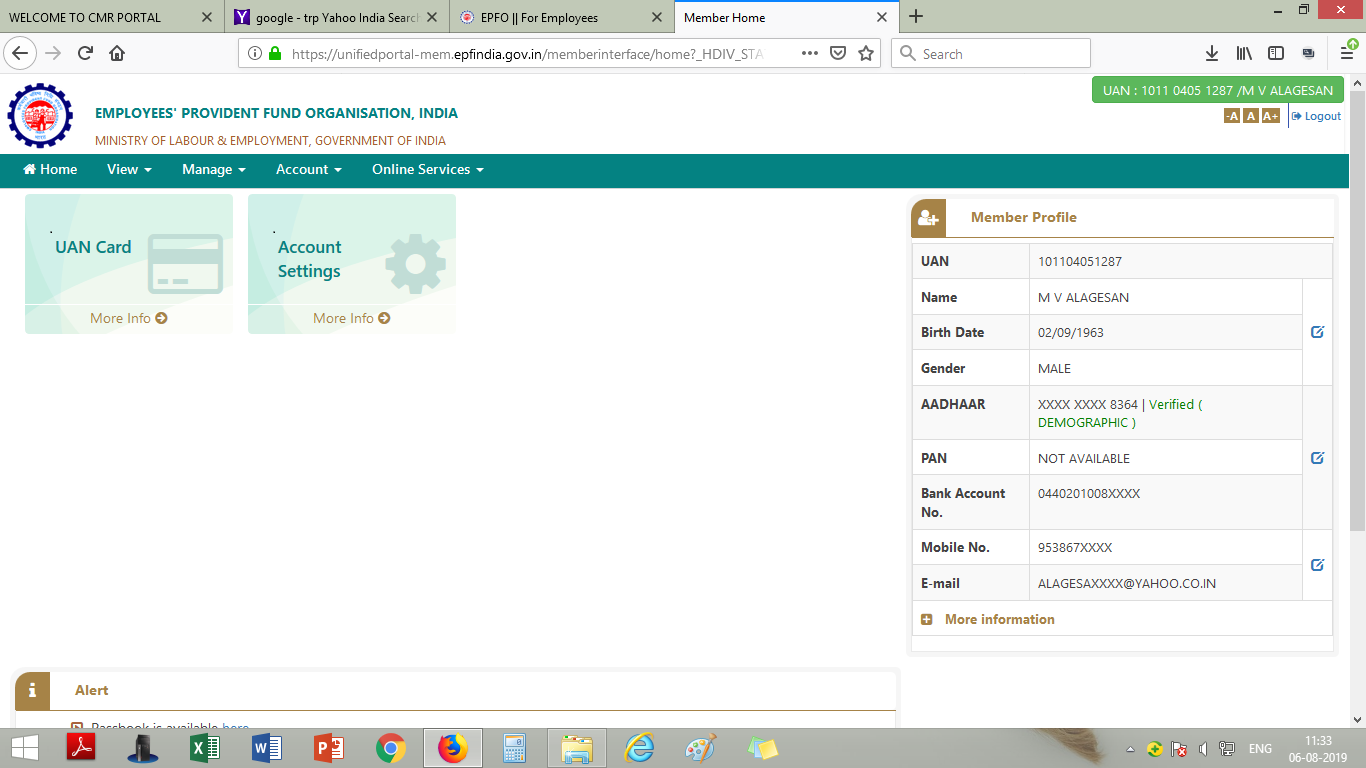 WELCOME TO CMR PORTAL
google - trp Yahoo India Search
EPFO || For Employees
Member Home
https://unifiedportal-mem.epfindia.gov.in/memberinterface/home?_HDIV_STA
Search
EMPLOYEES' PROVIDENT FUND ORGANISATION, INDIA
MINISTRY OF LABOUR & EMPLOYMENT, GOVERNMENT OF INDIA
UAN : 1011 0405 1287 /M V ALAGESAN
-A A A+ Logout
Home View Manage Account Online Services
UAN Card
More Info
Account
Settings
More Info
Member Profile
UAN 101104051287
Name M V ALAGESAN
Birth Date 02/09/1963
Gender MALE
AADHAAR XXXX XXXX 8364 | Verified (
DEMOGRAPHIC )
PAN NOT AVAILABLE
Bank Account
No. 0440201008XXXX
Mobile No. 953867XXXX
E-mail ALAGESAXXXX@YAHOO.CO.IN
More information
Alert
Passbook is available here
ENG
11:33
06-08-2019